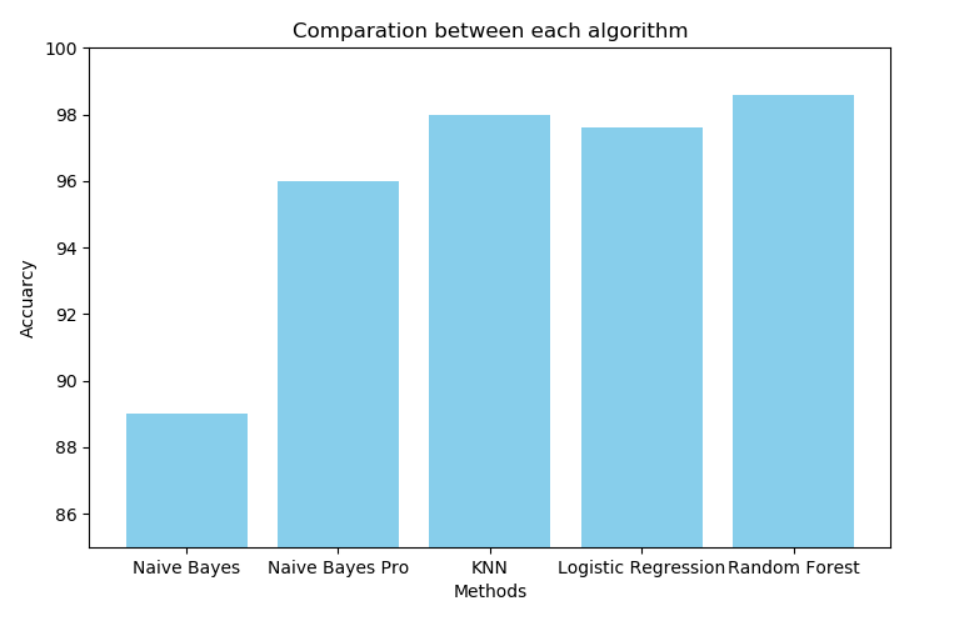 Comparation between each algorithm
100
98
96
94
92
90
88
86
Accuarcy
Naive Bayes Naive Bayes Pro KNN Logistic Regression Random Forest
Methods